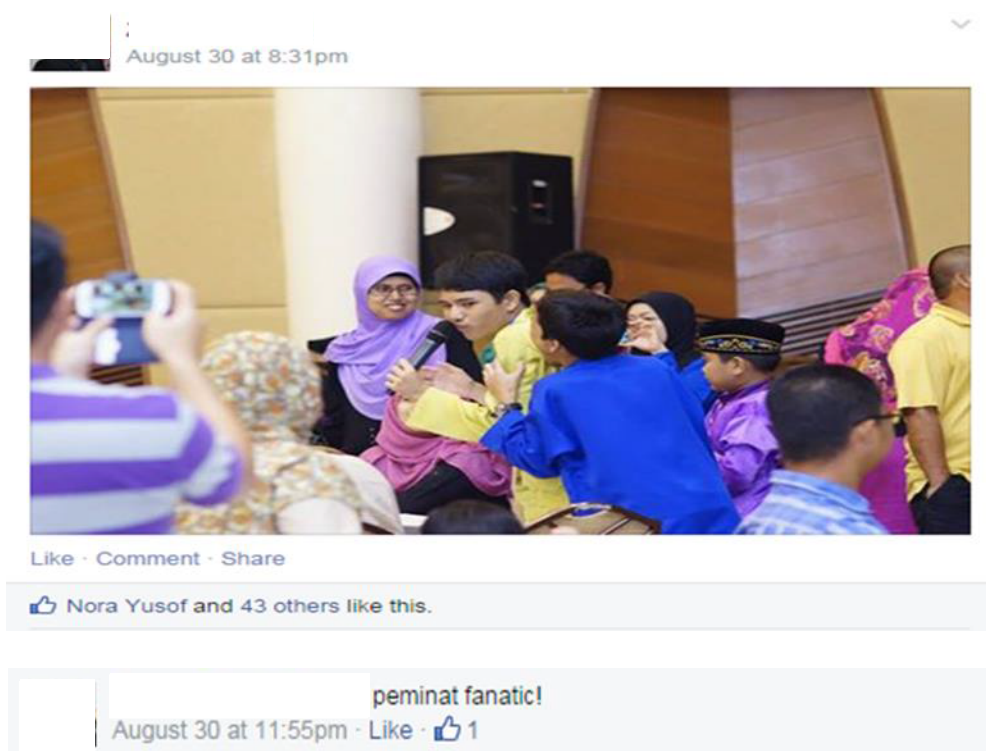 August 30 at 8:31pm
Like · Comment · Share
Nora Yusof and 43 others like this.
peminat fanatic!
August 30 at 11:55pm · Like · 1